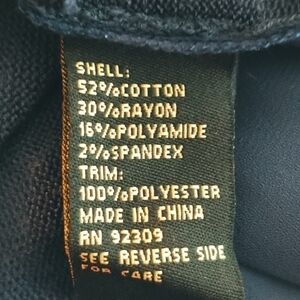 SHELL:
52%COTTON
30%RAYON
16%POLYAMIDE
2%SPANDEX
TRIM:
100%POLYESTER
MADE IN CHINA
RN 92309
SEE REVERSE SIDE
FOR CARE